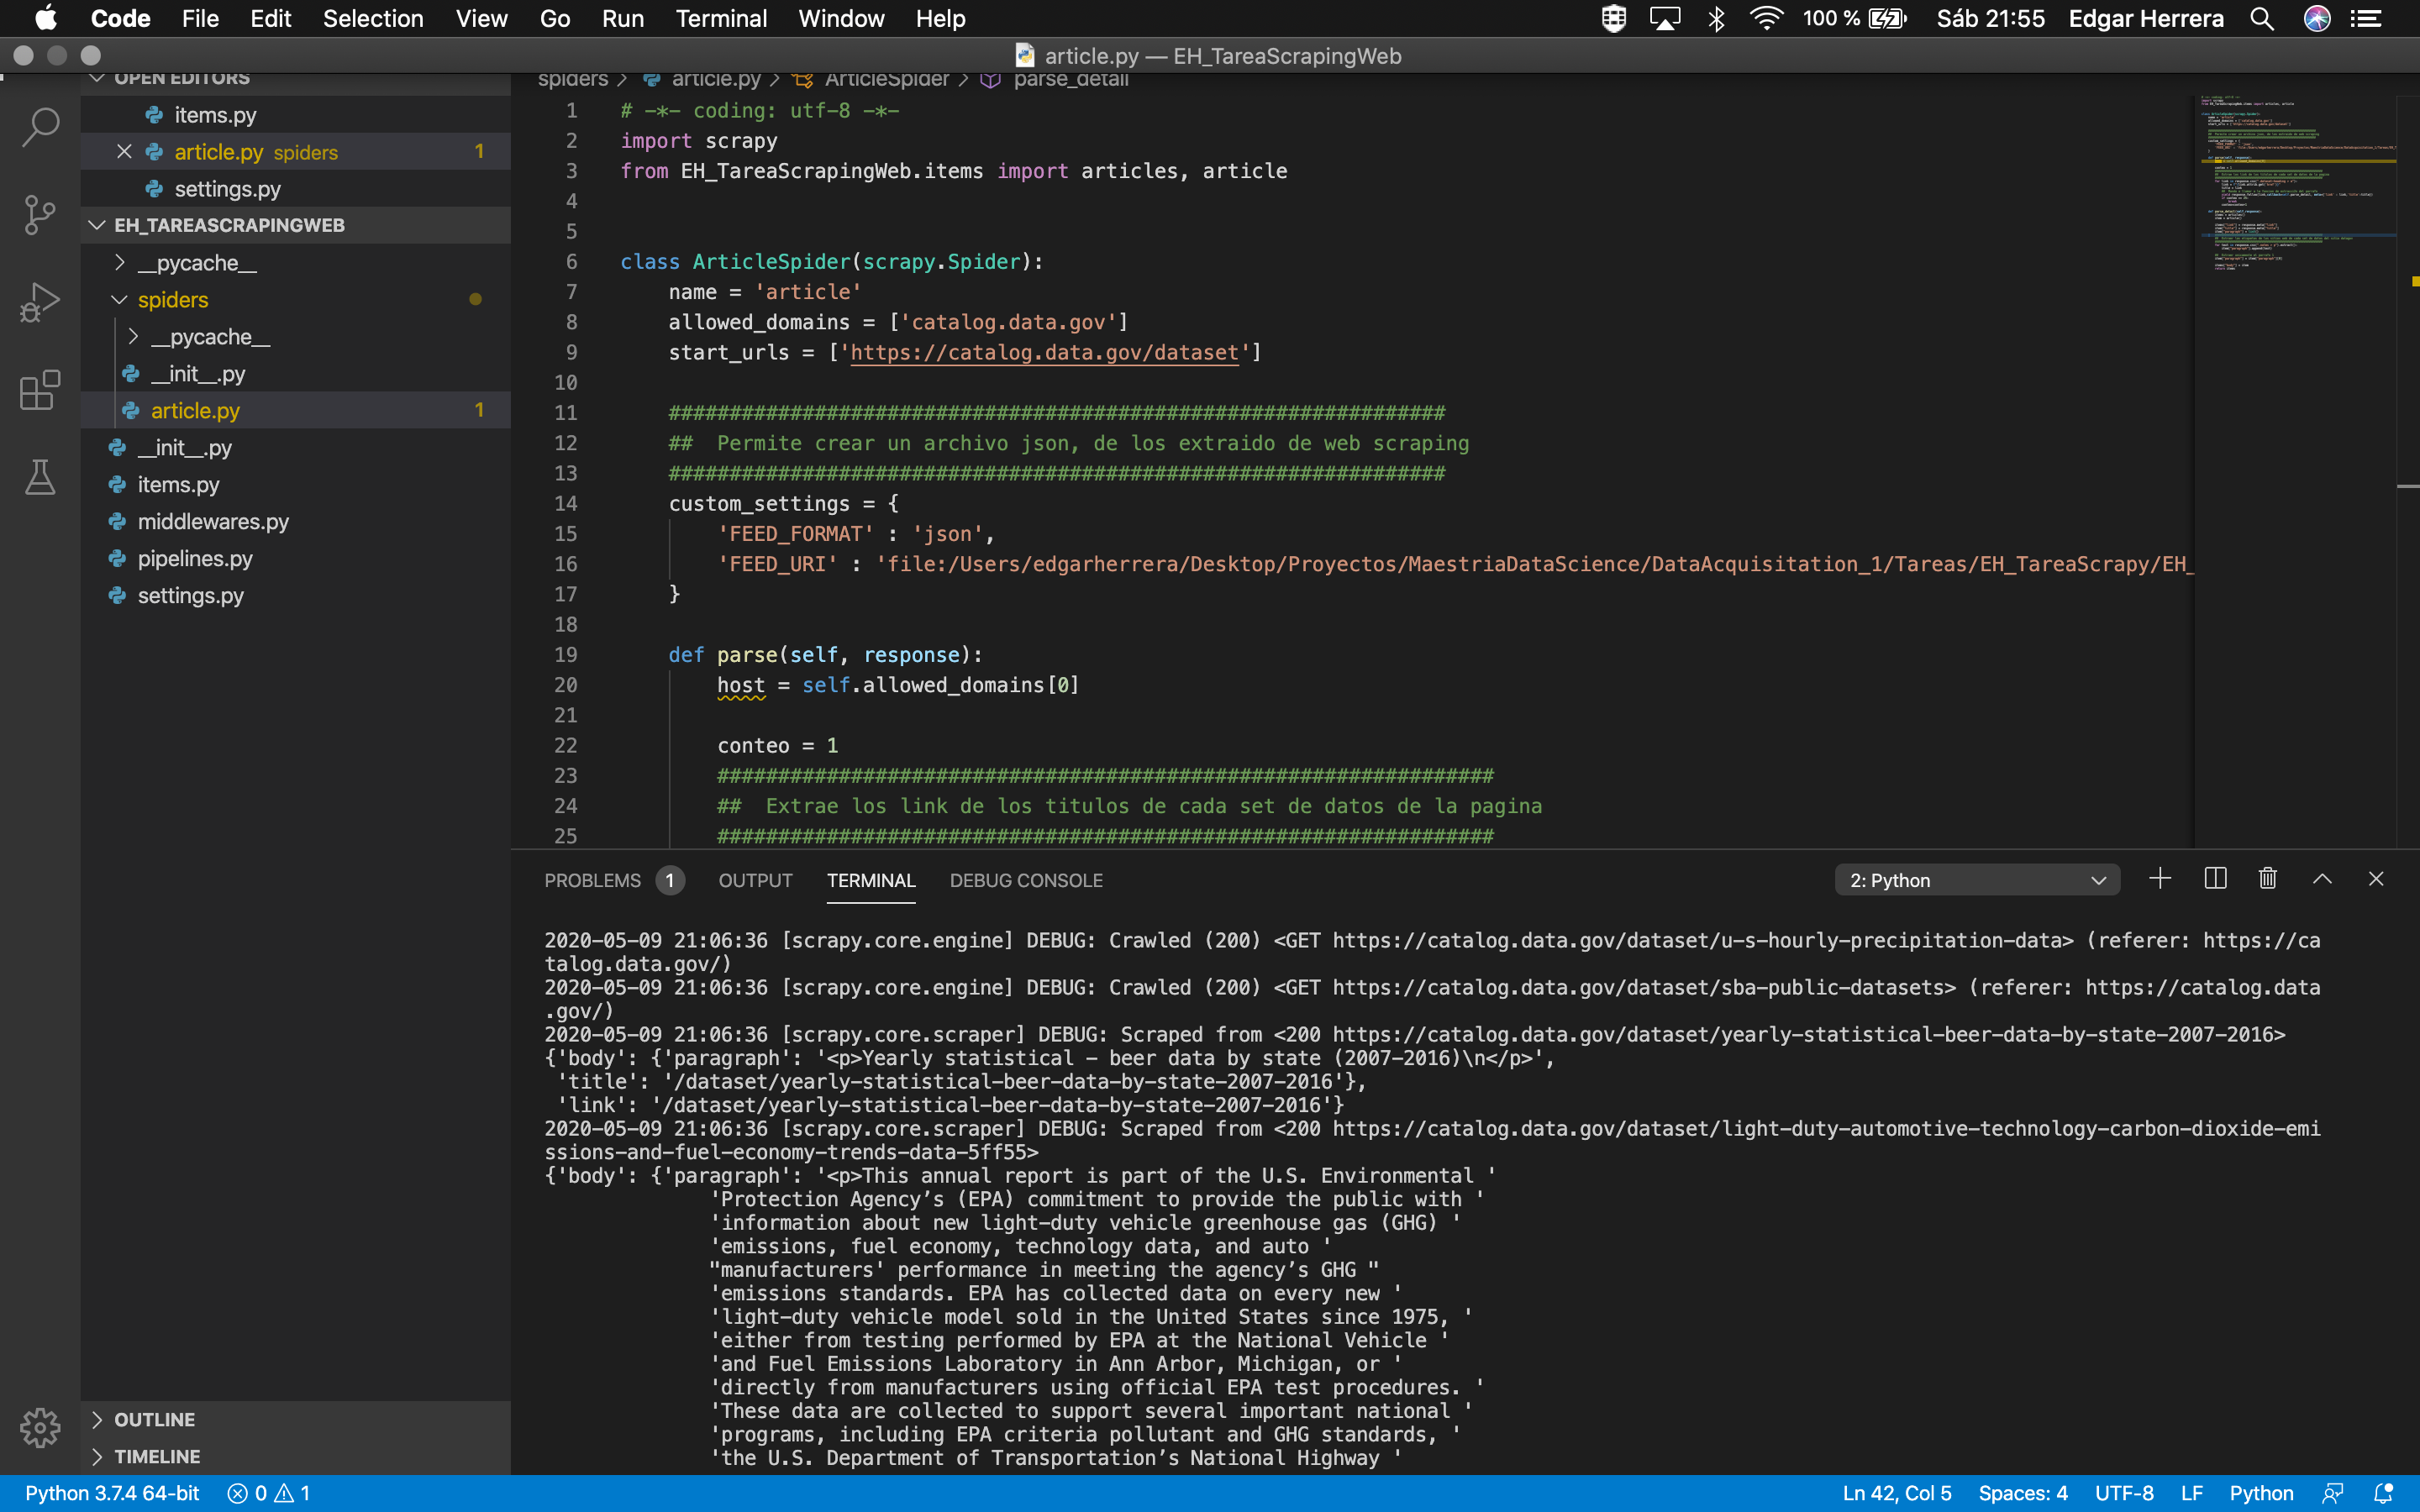 Code File Edit Selection View Go Run Terminal Window Help 100 % Sáb 21:55 Edgar Herrera
article.py — EH_TareaScrapingWeb
OPEN EDITORS
items.py
article.py spiders 1
settings.py
EH_TAREASCRAPINGWEB
__pycache__
spiders
__pycache__
__init__.py
article.py 1
__init__.py
items.py
middlewares.py
pipelines.py
settings.py
OUTLINE
TIMELINE
spiders > article.py > ArticleSpider > parse_detail
1 # -*- coding: utf-8 -*-
2 import scrapy
3 from EH_TareaScrapingWeb.items import articles, article
4
5
6 class ArticleSpider(scrapy.Spider):
7 name = 'article'
8 allowed_domains = ['catalog.data.gov']
9 start_urls = ['https://catalog.data.gov/dataset']
10
11 ################################################################
12 ##  Permite crear un archivo json, de los extraido de web scraping
13 ################################################################
14 custom_settings = {
15 'FEED_FORMAT' : 'json',
16 'FEED_URI' : 'file:/Users/edgarherrera/Desktop/Proyectos/MaestriaDataScience/DataAcquisitation_1/Tareas/EH_TareaScrapy/EH_
17 }
18
19 def parse(self, response):
20 host = self.allowed_domains[0]
21
22 conteo = 1
23 ################################################################
24 ##  Extrae los link de los titulos de cada set de datos de la pagina
25 ################################################################
PROBLEMS 1 OUTPUT TERMINAL DEBUG CONSOLE 2: Python
2020-05-09 21:06:36 [scrapy.core.engine] DEBUG: Crawled (200) <GET https://catalog.data.gov/dataset/u-s-hourly-precipitation-data> (referer: https://ca
talog.data.gov/)
2020-05-09 21:06:36 [scrapy.core.engine] DEBUG: Crawled (200) <GET https://catalog.data.gov/dataset/sba-public-datasets> (referer: https://catalog.data
.gov/)
2020-05-09 21:06:36 [scrapy.core.scraper] DEBUG: Scraped from <200 https://catalog.data.gov/dataset/yearly-statistical-beer-data-by-state-2007-2016>
{'body': {'paragraph': '<p>Yearly statistical – beer data by state (2007-2016)\n</p>',
'title': '/dataset/yearly-statistical-beer-data-by-state-2007-2016'},
'link': '/dataset/yearly-statistical-beer-data-by-state-2007-2016'}
2020-05-09 21:06:36 [scrapy.core.scraper] DEBUG: Scraped from <200 https://catalog.data.gov/dataset/light-duty-automotive-technology-carbon-dioxide-emi
ssions-and-fuel-economy-trends-data-5ff55>
{'body': {'paragraph': '<p>This annual report is part of the U.S. Environmental '
'Protection Agency’s (EPA) commitment to provide the public with '
'information about new light-duty vehicle greenhouse gas (GHG) '
'emissions, fuel economy, technology data, and auto '
"manufacturers' performance in meeting the agency’s GHG "
'emissions standards. EPA has collected data on every new '
'light-duty vehicle model sold in the United States since 1975, '
'either from testing performed by EPA at the National Vehicle '
'and Fuel Emissions Laboratory in Ann Arbor, Michigan, or '
'directly from manufacturers using official EPA test procedures. '
'These data are collected to support several important national '
'programs, including EPA criteria pollutant and GHG standards, '
'the U.S. Department of Transportation’s National Highway '
Python 3.7.4 64-bit 0 1 Ln 42, Col 5 Spaces: 4 UTF-8 LF Python